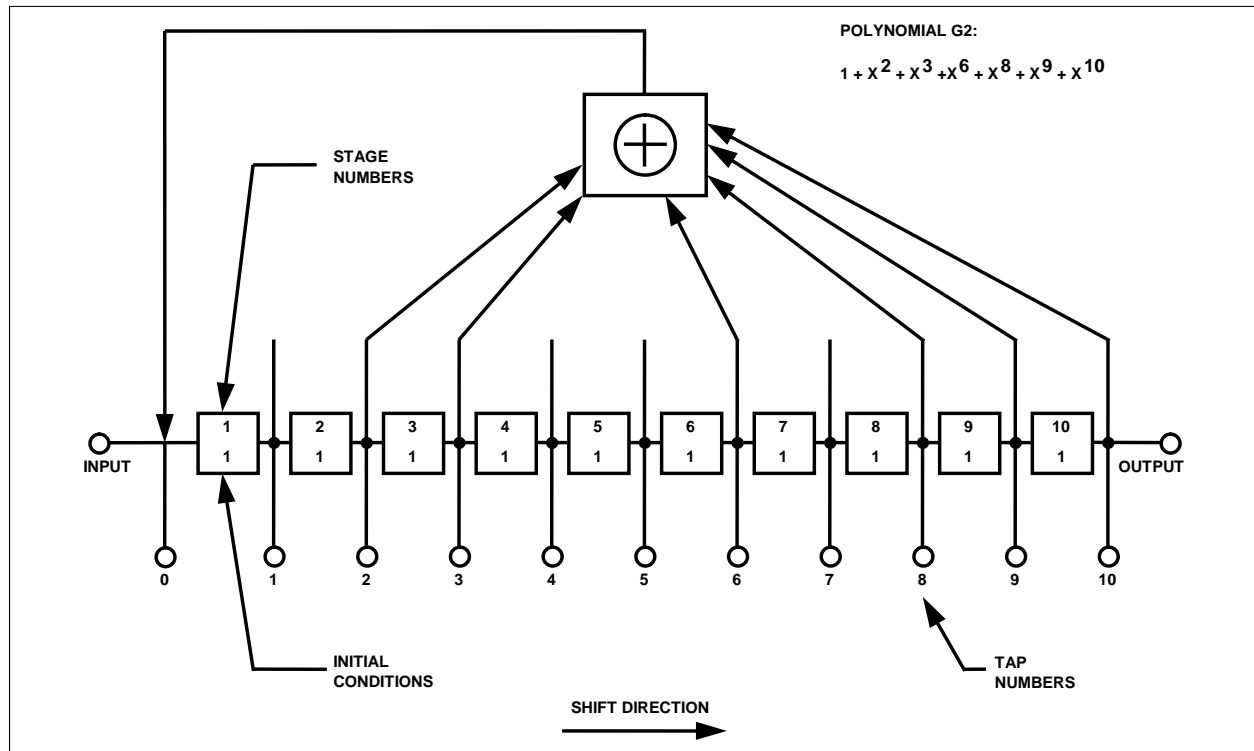 POLYNOMIAL G2:
1 + X2 + X3 +X6 + X8 + X9 + X10
STAGE
NUMBERS
1 2 3 4 5 6 7 8 9 10
1 1 1 1 1 1 1 1 1 1
INPUT
OUTPUT
0 1 2 3 4 5 6 7 8 9 10
INITIAL
CONDITIONS
TAP
NUMBERS
SHIFT DIRECTION